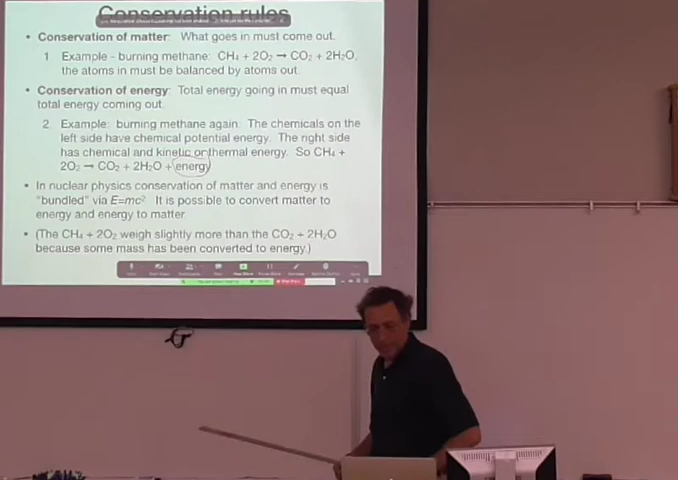 Conservation rules
• Conservation of matter: What goes in must come out.
1 Example - burning methane: CH₄ + 2O₂ → CO₂ + 2H₂O,
the atoms in must be balanced by atoms out.
• Conservation of energy: Total energy going in must equal
total energy coming out.
2. Example: burning methane again: The chemicals on the
left side have chemical potential energy. The right side
has chemical and kinetic or thermal energy. So CH₄ +
2O₂ → CO₂ + 2H₂O + energy
• In nuclear physics conservation of matter and energy is
"bundled" via E=mc² It is possible to convert matter to
energy and energy to matter
• (The CH₄ + 2O₂ weigh slightly more than the CO₂ + 2H₂O
because some mass has been converted to energy.)